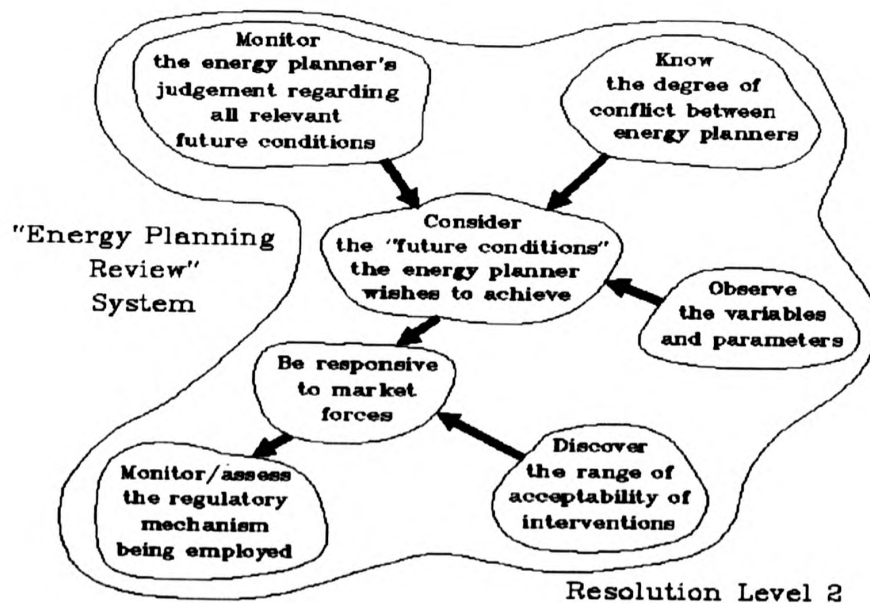 Monitor
the energy planner's
judgement regarding
all relevant
future conditions
Know
the degree of
conflict between
energy planners
"Energy Planning
Review"
System
Consider
the "future conditions"
the energy planner
wishes to achieve
Observe
the variables
and parameters
Be responsive
to market
forces
Discover
the range of
acceptability of
interventions
Monitor/assess
the regulatory
mechanism
being employed
Resolution Level 2